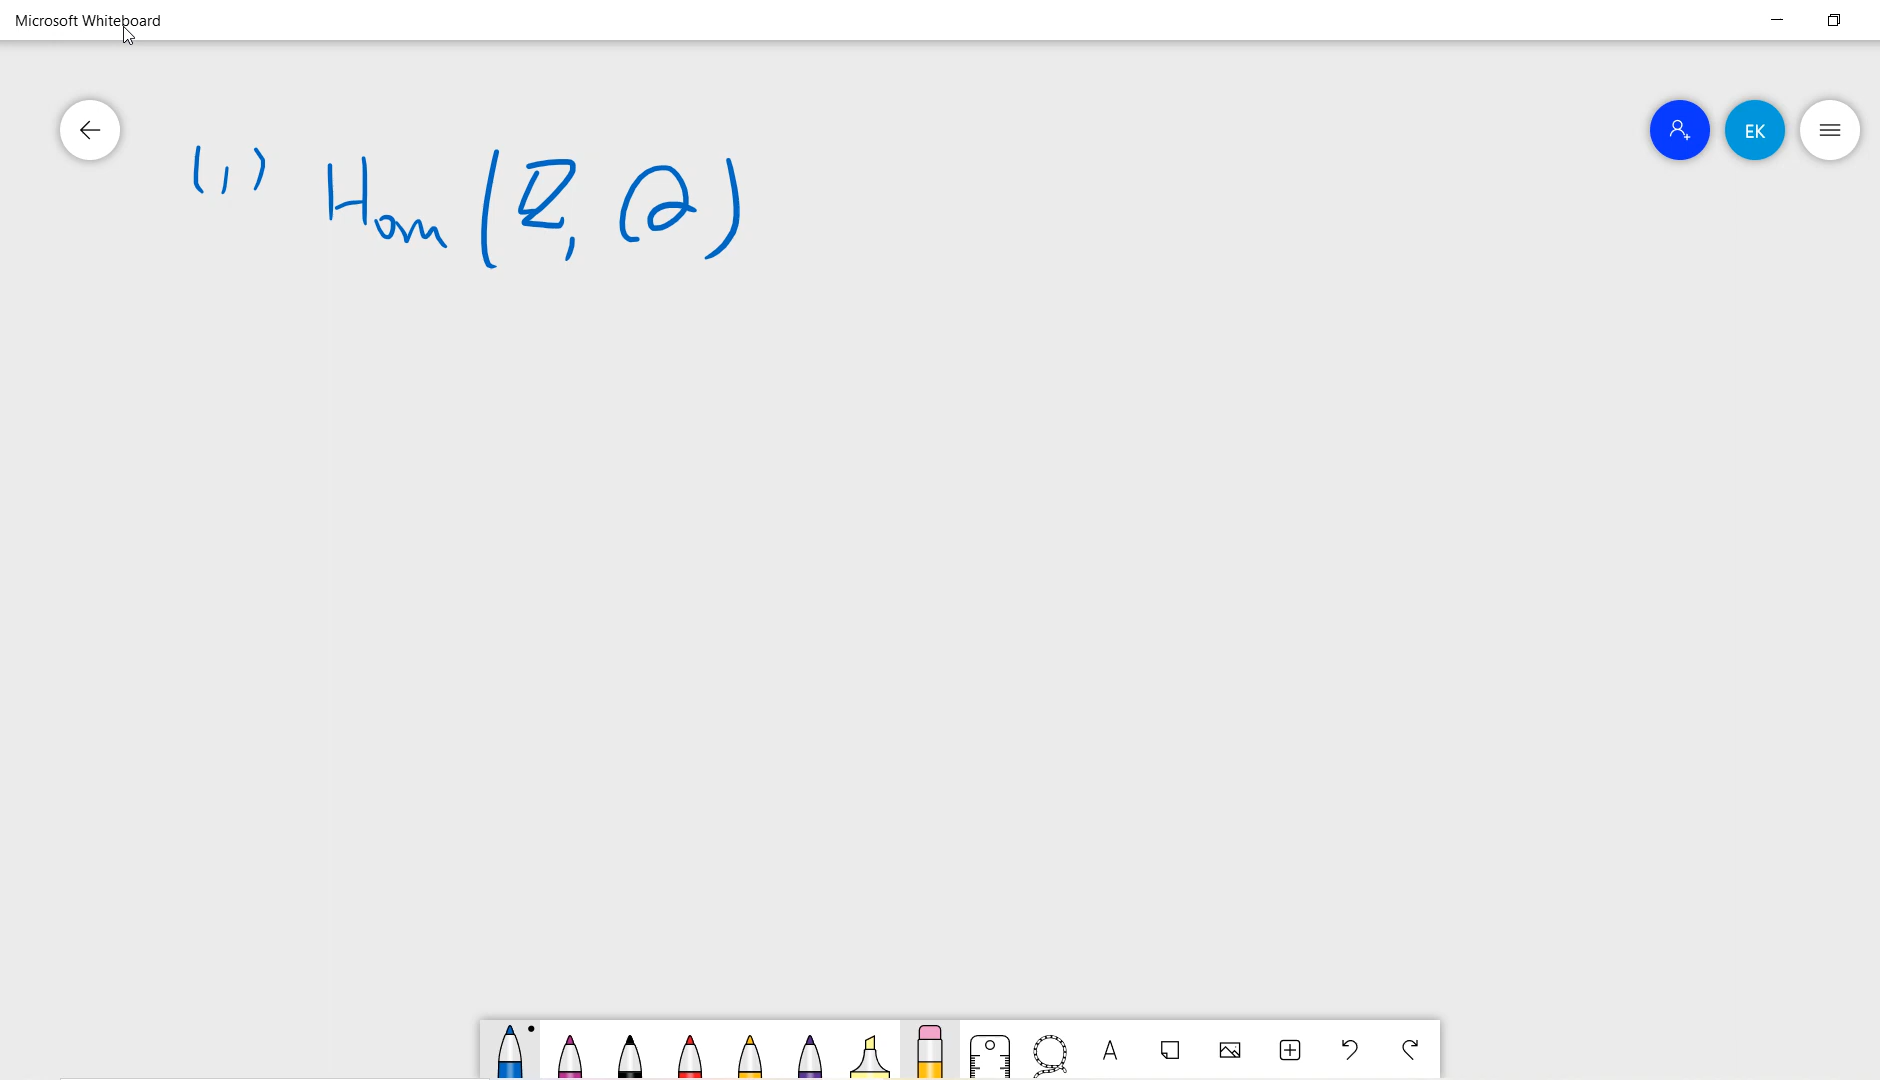 Microsoft Whiteboard
(1) Hom (ℤ, Q)
EK
A